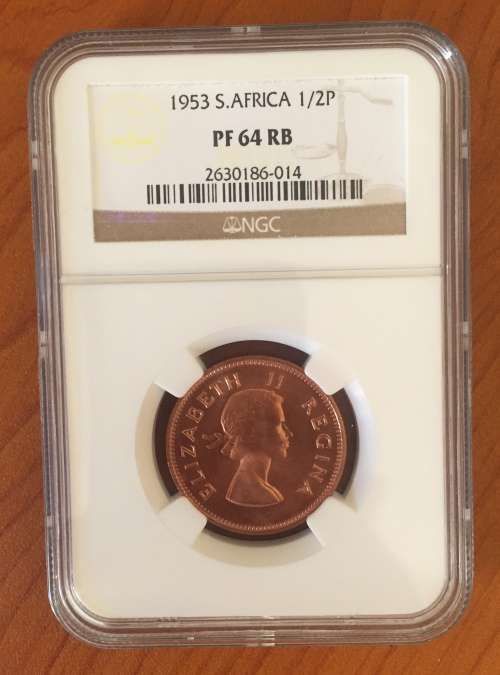 1953 S.AFRICA 1/2P
PF 64 RB
2630186-014
NGC
ELIZABETH II REGINA